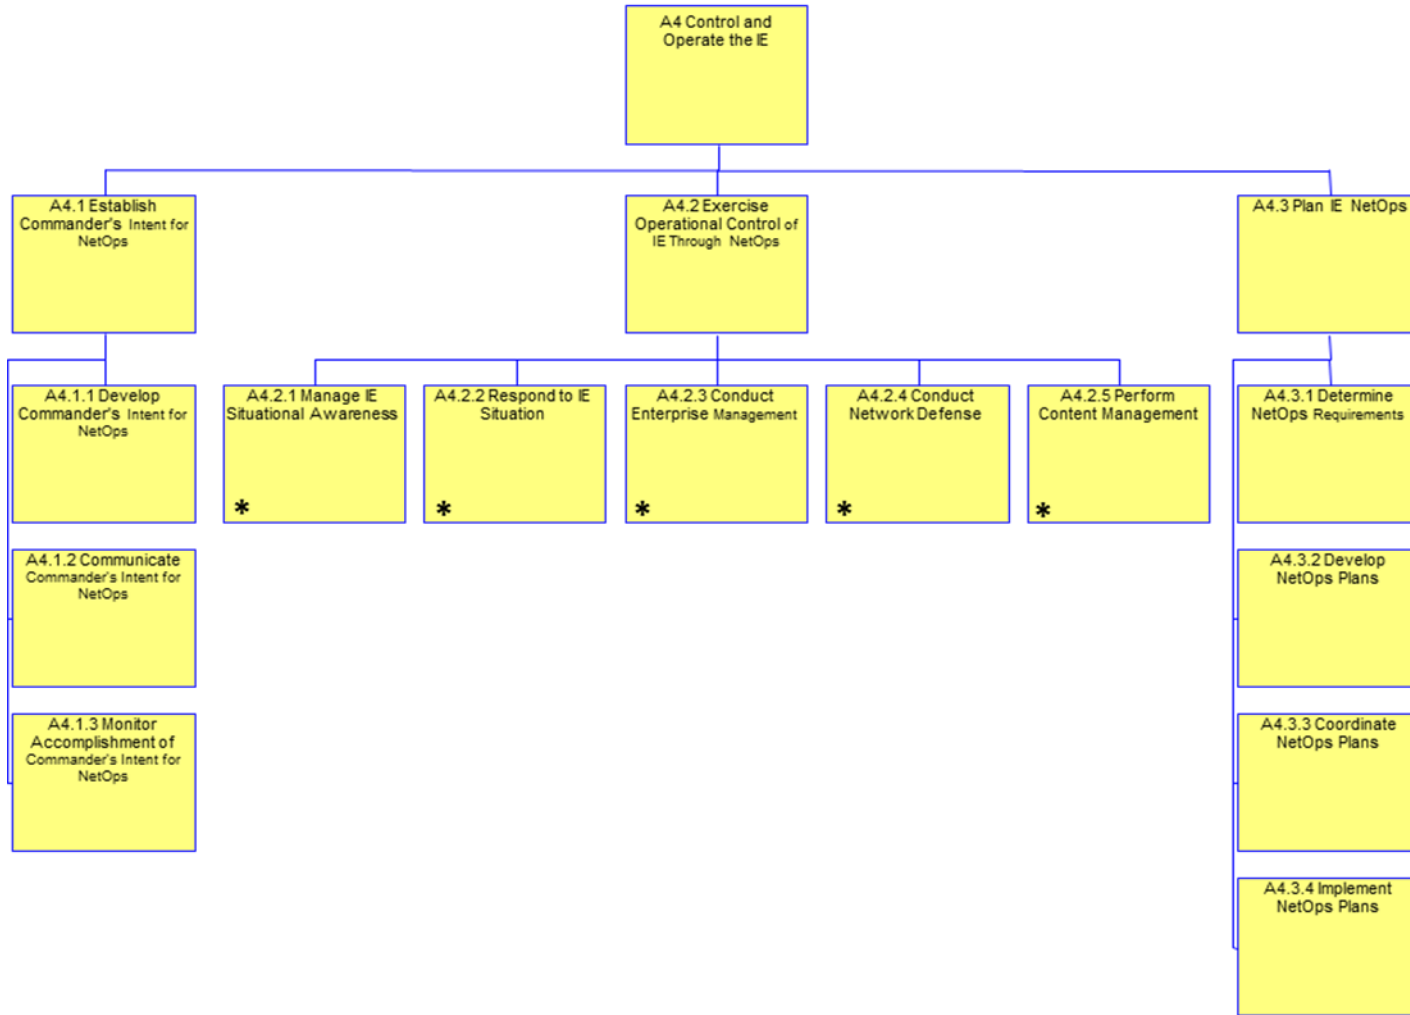 A4 Control and
Operate the IE
A4.1 Establish
Commander's Intent for
NetOps
A4.2 Exercise
Operational Control of
IE Through NetOps
A4.3 Plan IE NetOps
A4.1.1 Develop
Commander's Intent for
NetOps
A4.2.1 Manage IE
Situational Awareness
*
A4.2.2 Respond to IE
Situation
*
A4.2.3 Conduct
Enterprise Management
*
A4.2.4 Conduct
Network Defense
*
A4.2.5 Perform
Content Management
*
A4.3.1 Determine
NetOps Requirements
A4.1.2 Communicate
Commander's Intent for
NetOps
A4.3.2 Develop
NetOps Plans
A4.1.3 Monitor
Accomplishment of
Commander's Intent for
NetOps
A4.3.3 Coordinate
NetOps Plans
A4.3.4 Implement
NetOps Plans